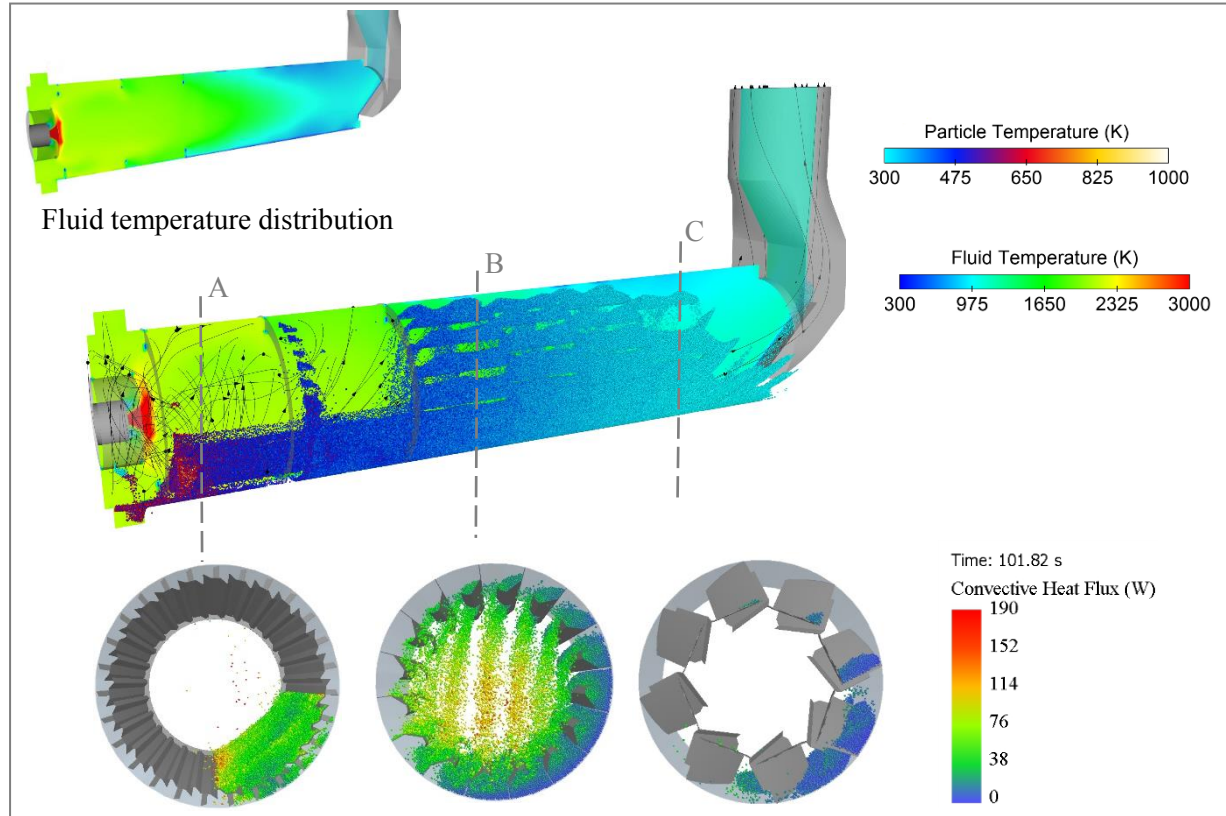 Particle Temperature (K)
300 475 650 825 1000
Fluid temperature distribution
Fluid Temperature (K)
300 975 1650 2325 3000
A
B
C
Time: 101.82 s
Convective Heat Flux (W)
190
152
114
76
38
0